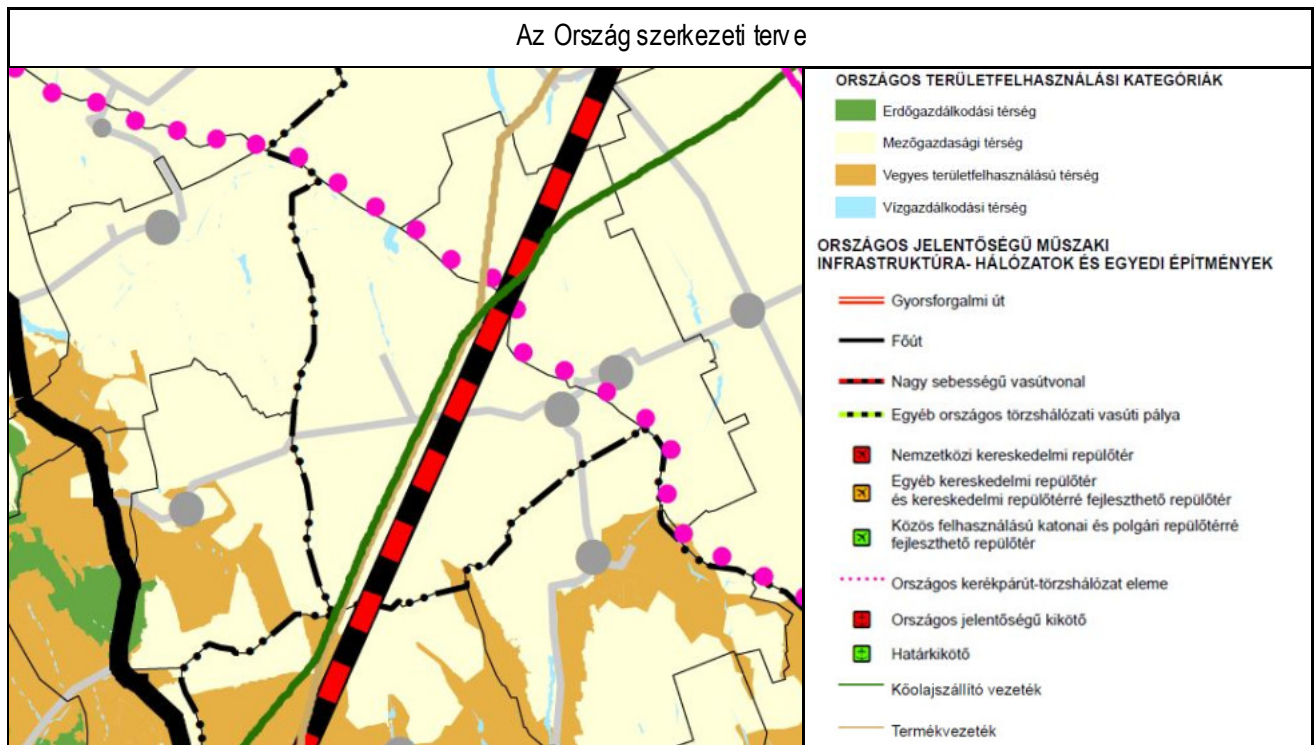 Az Ország szerkezeti terve
ORSZÁGOS TERÜLETFELHASZNÁLÁSI KATEGÓRIÁK
Erdőgazdálkodási térség
Mezőgazdasági térség
Vegyes területfelhasználású térség
Vízgazdálkodási térség
ORSZÁGOS JELENTŐSÉGŰ MŰSZAKI
INFRASTRUKTÚRA- HÁLÓZATOK ÉS EGYEDI ÉPÍTMÉNYEK
Gyorsforgalmi út
Főút
Nagy sebességű vasútvonal
Egyéb országos törzshálózati vasúti pálya
Nemzetközi kereskedelmi repülőtér
Egyéb kereskedelmi repülőtér
és kereskedelmi repülőtérré fejleszthető repülőtér
Közös felhasználású katonai és polgári repülőtérré
fejleszthető repülőtér
Országos kerékpárút-törzshálózat eleme
Országos jelentőségű kikötő
Határkikötő
Kőolajszállító vezeték
Termékvezeték